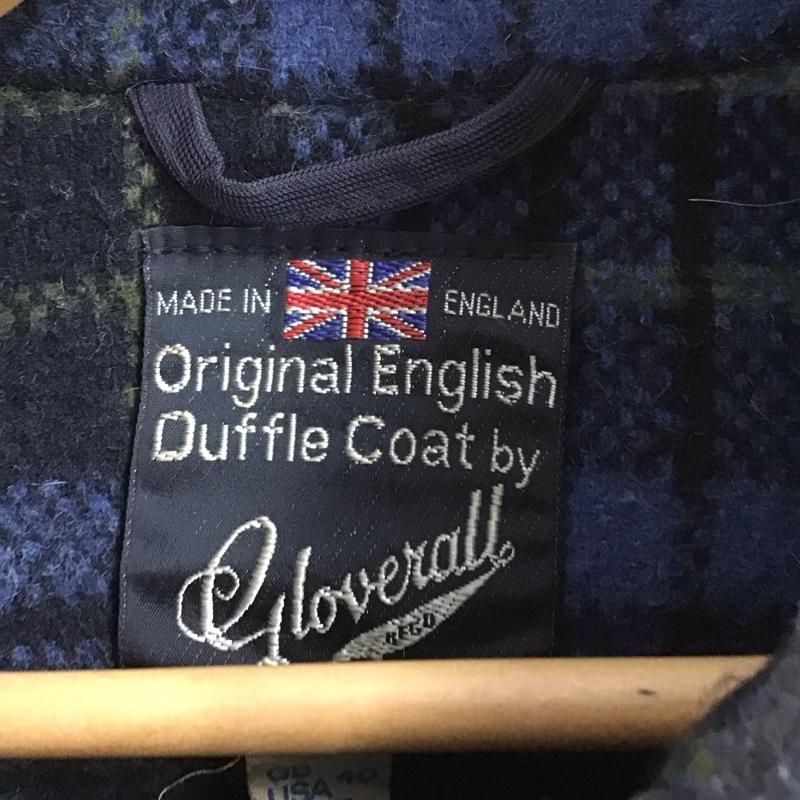 MADE IN ENGLAND
Original English
Duffle Coat by
Gloverall
REGD
GB 40
USA